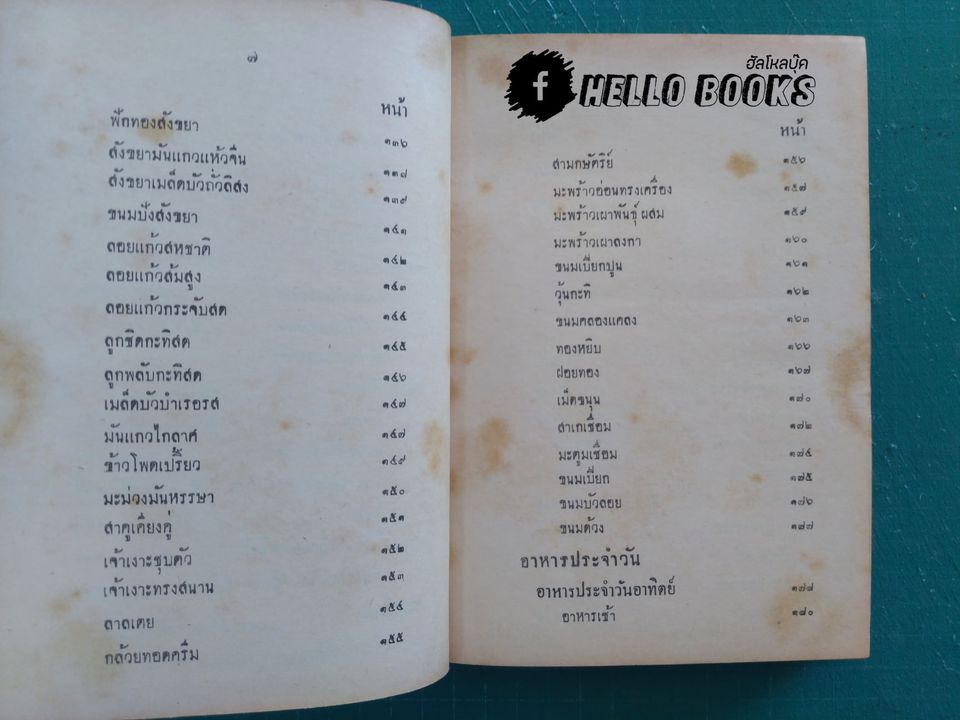 ๗
หน้า
ฟักทองสังขยา ๑๓๖
สังขยามันแกวแห้วจีน ๑๓๘
สังขยาเมล็ดบัวถั่วลิสง ๑๓๙
ขนมปังสังขยา ๑๔๑
ลอยแก้วสหชาติ ๑๔๒
ลอยแก้วส้มสูง ๑๔๓
ลอยแก้วกระจับสด ๑๔๔
ลูกชิดกะทิสด ๑๔๕
ลูกพลับกะทิสด ๑๔๖
เมล็ดบัวบำเรอรส ๑๔๗
มันแกวไกลาศ ๑๔๗
ข้าวโพดเปรี้ยว ๑๔๙
มะม่วงมันหรรษา ๑๕๐
สาคูเคียงคู่ ๑๕๑
เจ้าเงาะชุบตัว ๑๕๒
เจ้าเงาะทรงสนาน ๑๕๓
ลาลเตย ๑๕๔
กล้วยทอดครีม ๑๕๕
ฮัลโหลบุ๊ค
f HELLO BOOKS
หน้า
สามกษัตริย์ ๑๕๖
มะพร้าวอ่อนทรงเครื่อง ๑๕๗
มะพร้าวเผาพันธุ์ผสม ๑๕๙
มะพร้าวเผาลงกา ๑๖๐
ขนมเปียกปูน ๑๖๑
วุ้นกะทิ ๑๖๒
ขนมคลองแคลง ๑๖๓
ทองหยิบ ๑๖๖
ฝอยทอง ๑๖๗
เม็ดขนุน ๑๗๐
สาเกเชื่อม ๑๗๒
มะตูมเชื่อม ๑๗๔
ขนมเปียก ๑๗๕
ขนมบัวลอย ๑๗๖
ขนมด้วง ๑๘๗
อาหารประจำวัน
อาหารประจำวันอาทิตย์ ๑๗๘
อาหารเช้า ๑๘๐